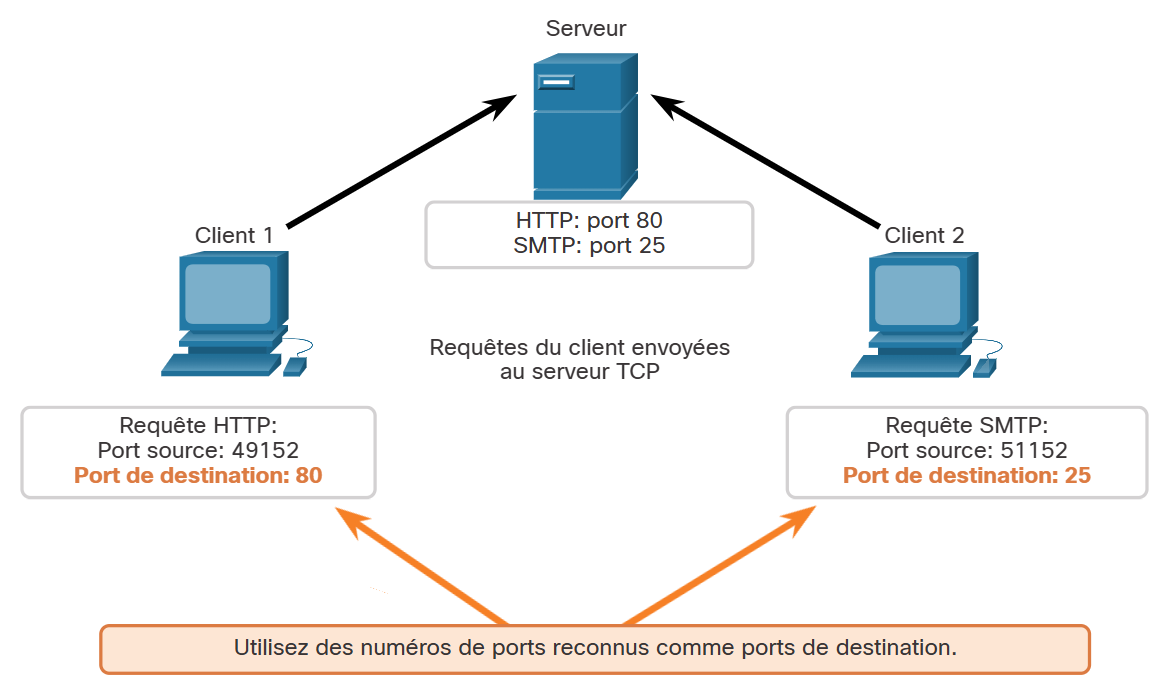 Serveur
HTTP: port 80
SMTP: port 25
Client 1
Client 2
Requêtes du client envoyées
au serveur TCP
Requête HTTP:
Port source: 49152
Port de destination: 80
Requête SMTP:
Port source: 51152
Port de destination: 25
Utilisez des numéros de ports reconnus comme ports de destination.